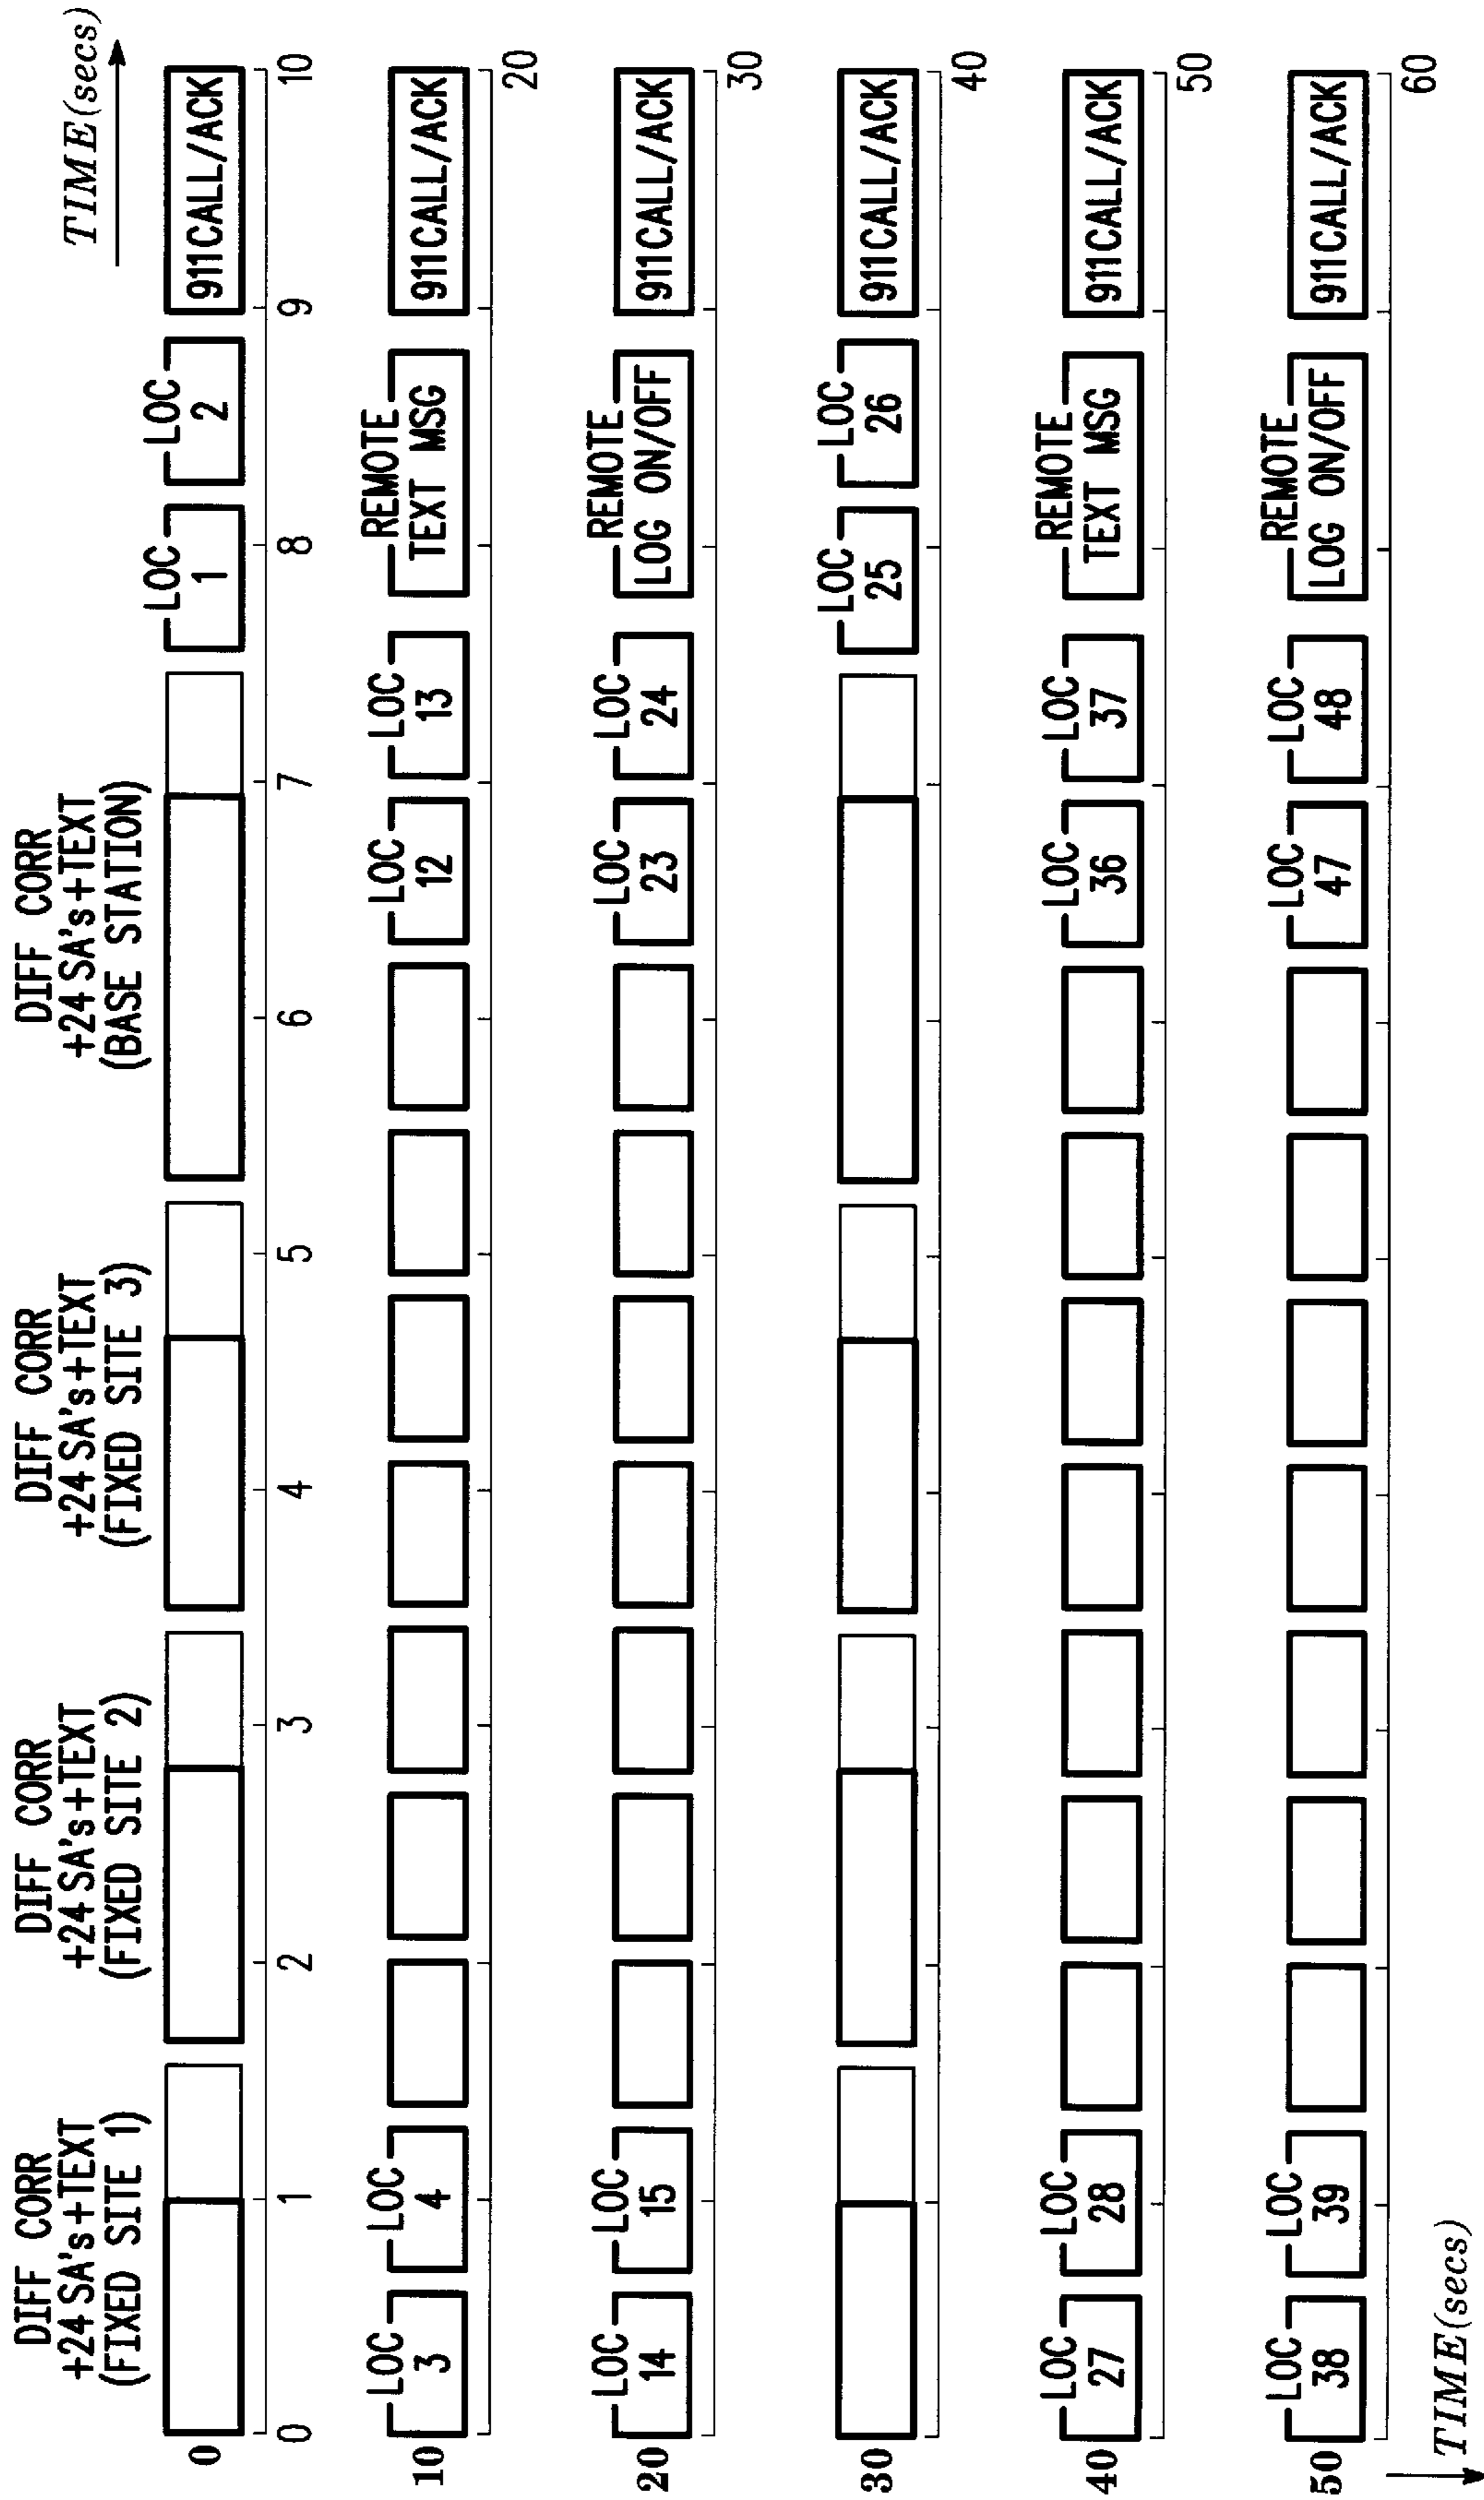 TIME(secs)
DIFF CORR
+24 SA's+TEXT
(FIXED SITE 1)
DIFF CORR
+24 SA's+TEXT
(FIXED SITE 2)
DIFF CORR
+24 SA's+TEXT
(FIXED SITE 3)
DIFF CORR
+24 SA's+TEXT
(BASE STATION)
0
LOC
1
LOC
2
911CALL/ACK
0 1 2 3 4 5 6 7 8 9 10
10
LOC
3
LOC
4
LOC
12
LOC
13
REMOTE
TEXT MSG
911CALL/ACK
20
20
LOC
14
LOC
15
LOC
23
LOC
24
REMOTE
LOG ON/OFF
911CALL/ACK
30
30
LOC
25
LOC
26
911CALL/ACK
40
40
LOC
27
LOC
28
LOC
36
LOC
37
REMOTE
TEXT MSG
911CALL/ACK
50
50
LOC
38
LOC
39
LOC
47
LOC
48
REMOTE
LOG ON/OFF
911CALL/ACK
60
TIME(secs)